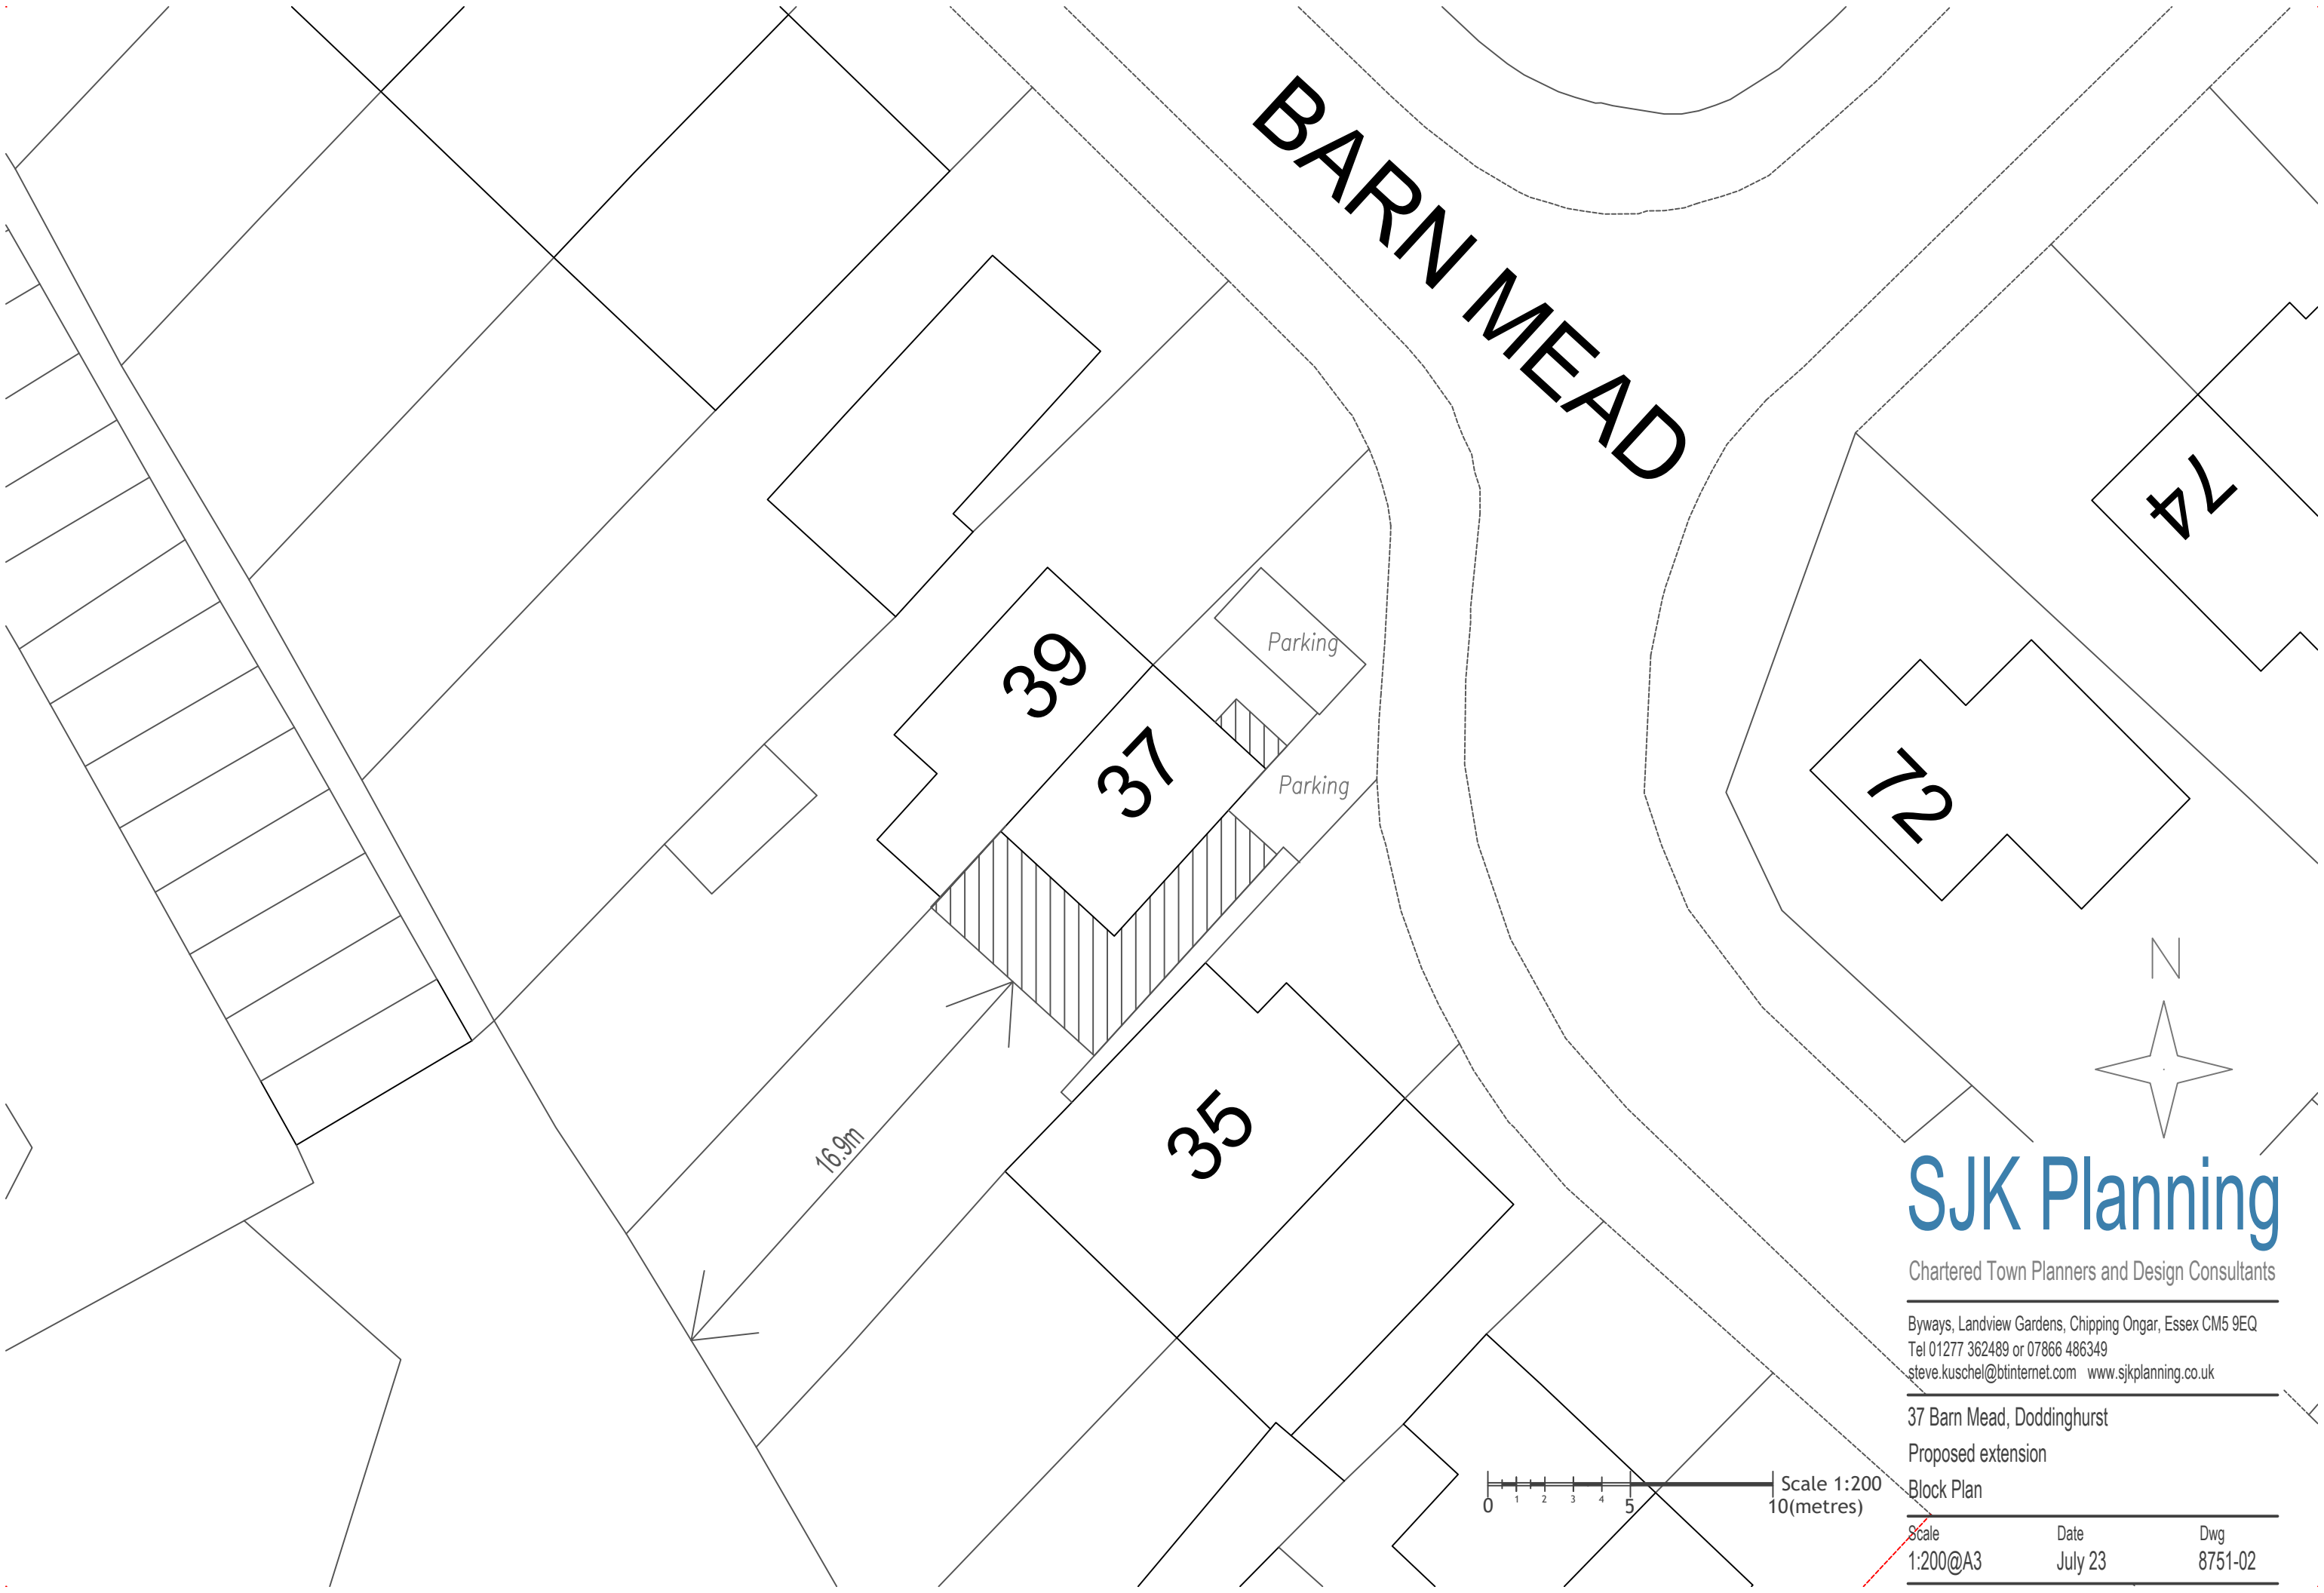 BARN MEAD
74
39
Parking
37
Parking
72
N
35
16.9m
SJK Planning
Chartered Town Planners and Design Consultants
Byways, Landview Gardens, Chipping Ongar, Essex CM5 9EQ
Tel 01277 362489 or 07866 486349
steve.kuschel@btinternet.com www.sjkplanning.co.uk
37 Barn Mead, Doddinghurst
Proposed extension
Block Plan
Scale 1:200
0 1 2 3 4 5 10(metres)
Scale Date Dwg
1:200@A3 July 23 8751-02